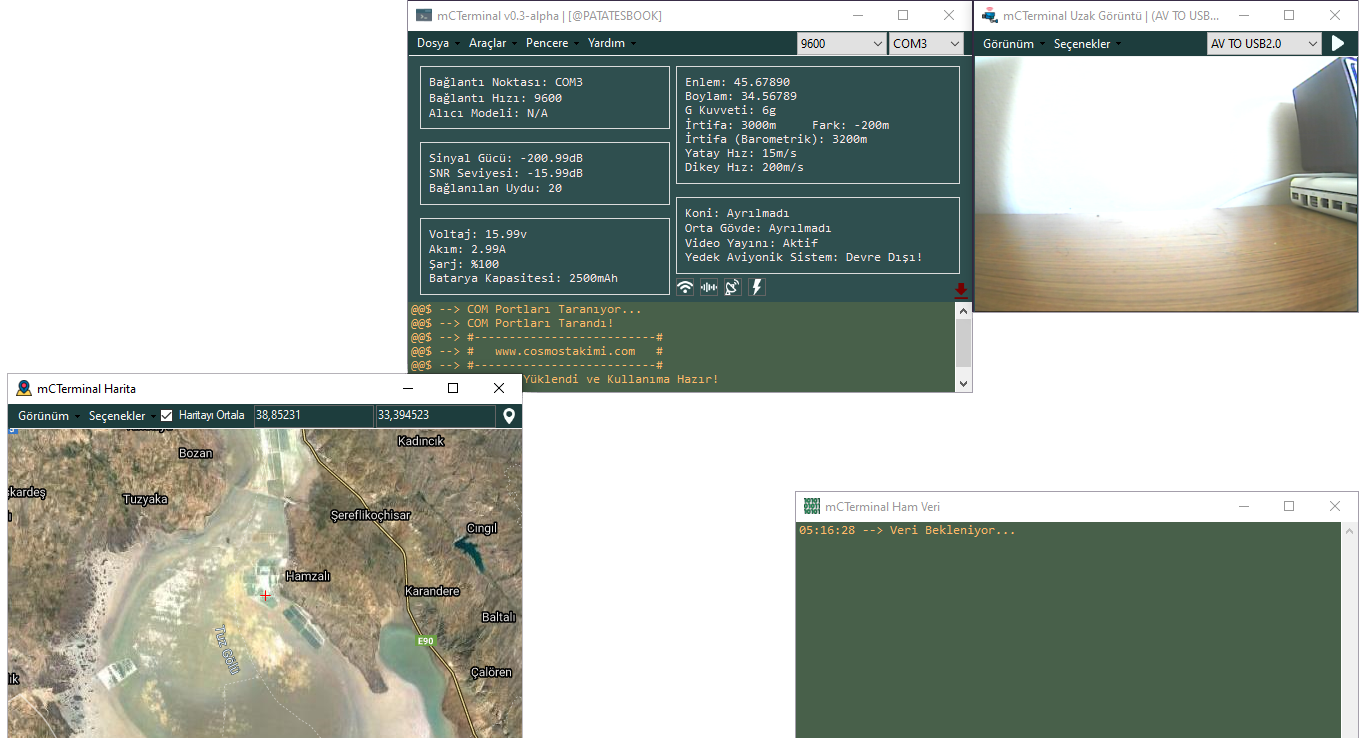 mCTerminal v0.3-alpha | [@PATATESBOOK]
Dosya Araçlar Pencere Yardım 9600 COM3
Bağlantı Noktası: COM3
Bağlantı Hızı: 9600
Alıcı Modeli: N/A
Sinyal Gücü: -200.99dB
SNR Seviyesi: -15.99dB
Bağlanılan Uydu: 20
Voltaj: 15.99v
Akım: 2.99A
Şarj: %100
Batarya Kapasitesi: 2500mAh
Enlem: 45.67890
Boylam: 34.56789
G Kuvveti: 6g
İrtifa: 3000m Fark: -200m
İrtifa (Barometrik): 3200m
Yatay Hız: 15m/s
Dikey Hız: 200m/s
Koni: Ayrılmadı
Orta Gövde: Ayrılmadı
Video Yayını: Aktif
Yedek Aviyonik Sistem: Devre Dışı!
@@$ --> COM Portları Taranıyor...
@@$ --> COM Portları Tarandı!
@@$ --> #--------------------------#
@@$ --> # www.cosmostakimi.com #
@@$ --> #--------------------------#
Yüklendi ve Kullanıma Hazır!
mCTerminal Uzak Görüntü | (AV TO USB...
Görünüm Seçenekler AV TO USB2.0
mCTerminal Harita
Görünüm Seçenekler Haritayı Ortala 38,85231 33,394523
Kadıncık
Bozan
skardeş
Tuzyaka
Şereflikoçhisar
Cıngıl
Hamzalı
Karandere
Baltalı
Tuz Gölü
E90
Çalören
lık
mCTerminal Ham Veri
05:16:28 --> Veri Bekleniyor...